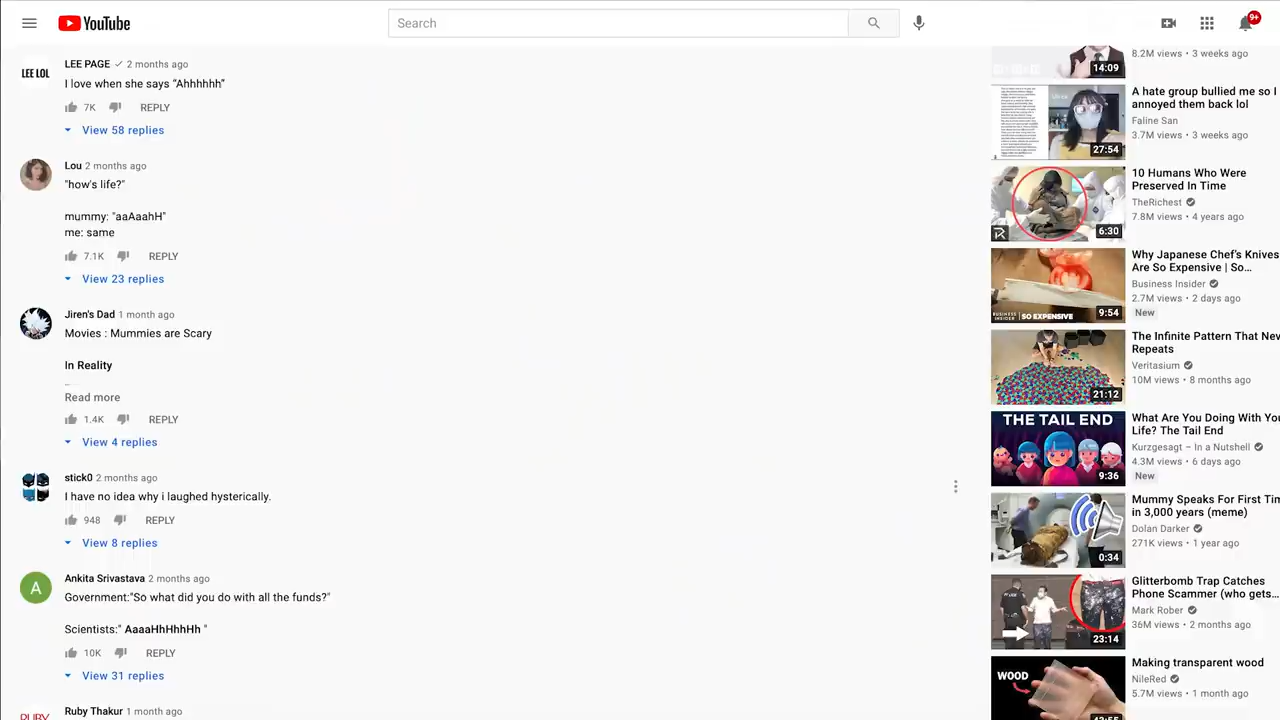 YouTube
Search
9+
LEE LOL
LEE PAGE 2 months ago
I love when she says “Ahhhhh”
7K REPLY
View 58 replies
Lou 2 months ago
"how's life?"
mummy: "aaAaahH"
me: same
7.1K REPLY
View 23 replies
Jiren's Dad 1 month ago
Movies : Mummies are Scary
In Reality
Read more
1.4K REPLY
View 4 replies
stick0 2 months ago
I have no idea why i laughed hysterically.
948 REPLY
View 8 replies
A
Ankita Srivastava 2 months ago
Government:"So what did you do with all the funds?"
Scientists:" AaaaHhHhhHh "
10K REPLY
View 31 replies
RUBY
Ruby Thakur 1 month ago
14:09
8.2M views • 3 weeks ago
27:54
A hate group bullied me so I
annoyed them back lol
Faline San
3.7M views • 3 weeks ago
6:30
10 Humans Who Were
Preserved In Time
TheRichest
7.8M views • 4 years ago
BUSINESS INSIDER | SO EXPENSIVE
9:54
Why Japanese Chef's Knives
Are So Expensive | So…
Business Insider
2.7M views • 2 days ago
New
21:12
The Infinite Pattern That Nev
Repeats
Veritasium
10M views • 8 months ago
THE TAIL END
9:36
What Are You Doing With You
Life? The Tail End
Kurzgesagt – In a Nutshell
4.3M views • 6 days ago
New
0:34
Mummy Speaks For First Tim
in 3,000 years (meme)
Dolan Darker
271K views • 1 year ago
23:14
Glitterbomb Trap Catches
Phone Scammer (who gets…
Mark Rober
36M views • 2 months ago
WOOD
Making transparent wood
NileRed
5.7M views • 1 month ago